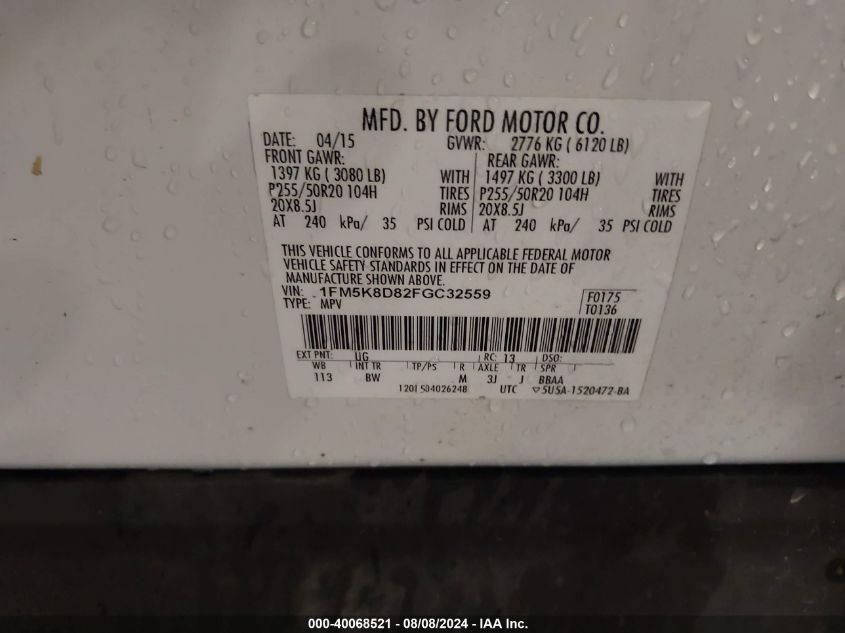 MFD. BY FORD MOTOR CO.
DATE: 04/15 GVWR: 2776 KG ( 6120 LB)
FRONT GAWR: REAR GAWR:
1397 KG ( 3080 LB) WITH 1497 KG ( 3300 LB) WITH
P255/50R20 104H TIRES P255/50R20 104H TIRES
20X8.5J RIMS 20X8.5J RIMS
AT 240 kPa/ 35 PSI COLD AT 240 kPa/ 35 PSI COLD
THIS VEHICLE CONFORMS TO ALL APPLICABLE FEDERAL MOTOR
VEHICLE SAFETY STANDARDS IN EFFECT ON THE DATE OF
MANUFACTURE SHOWN ABOVE.
VIN: 1FM5K8D82FGC32559 F0175
TYPE: MPV T0136
EXT PNT: UG RC: 13 DSO:
WB INT TR TP/PS R AXLE TR SPR
113 BW M 3J J BBAA
UTC 5U5A-1520472-BA
000-40068521 - 08/08/2024 - IAA Inc.